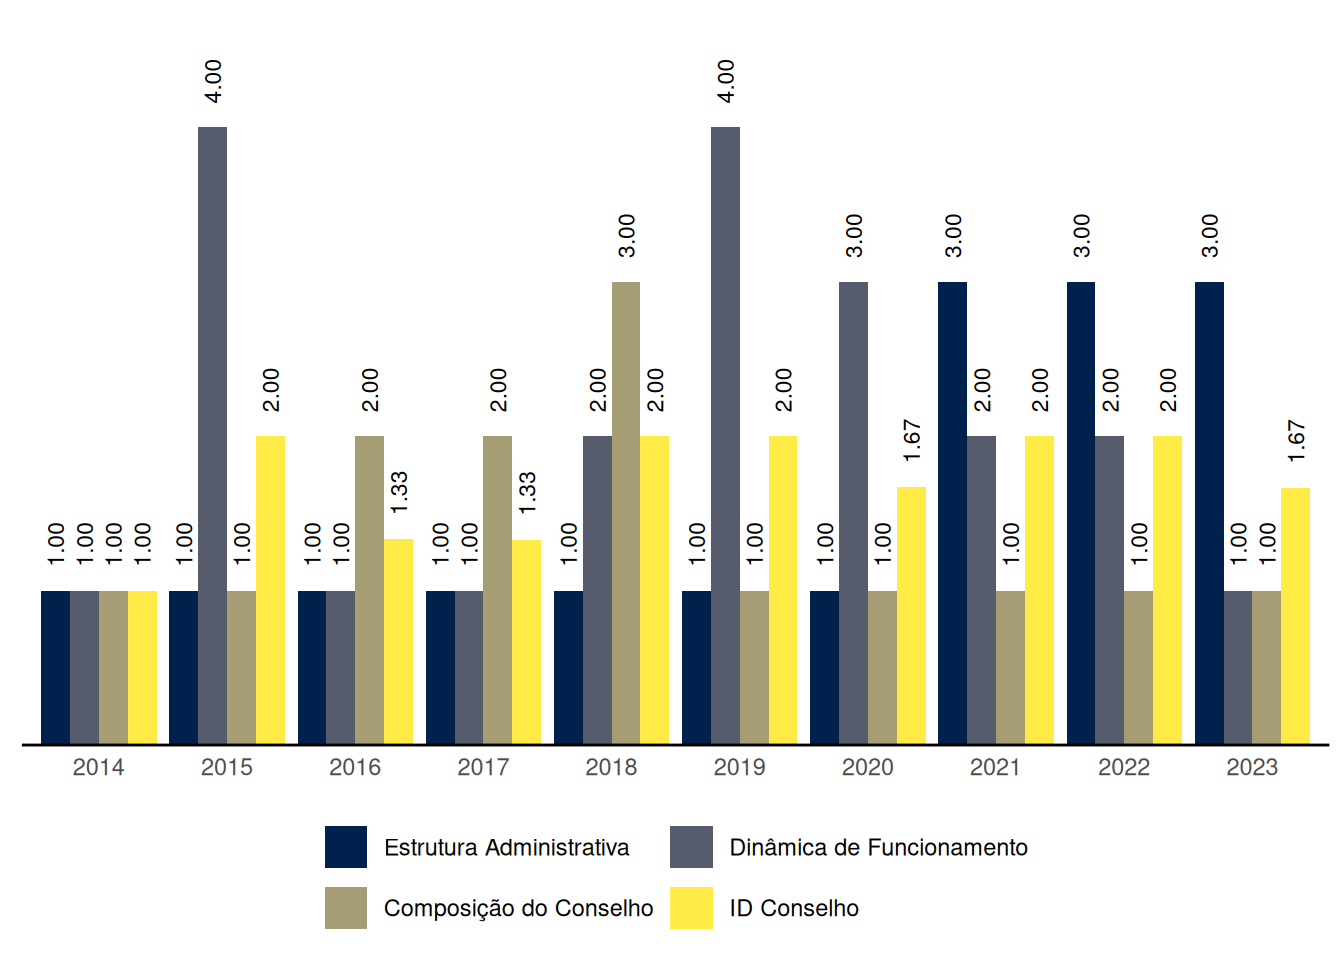 4.00 4.00
3.00 3.00 3.00 3.00 3.00
2.00 2.00 2.00 2.00 2.00 2.00 2.00 2.00 2.00 2.00
1.67 1.67
1.33 1.33
1.00 1.00 1.00 1.00 1.00 1.00 1.00 1.00 1.00 1.00 1.00 1.00 1.00 1.00 1.00 1.00 1.00 1.00 1.00
2014 2015 2016 2017 2018 2019 2020 2021 2022 2023
Estrutura Administrativa Dinâmica de Funcionamento
Composição do Conselho ID Conselho